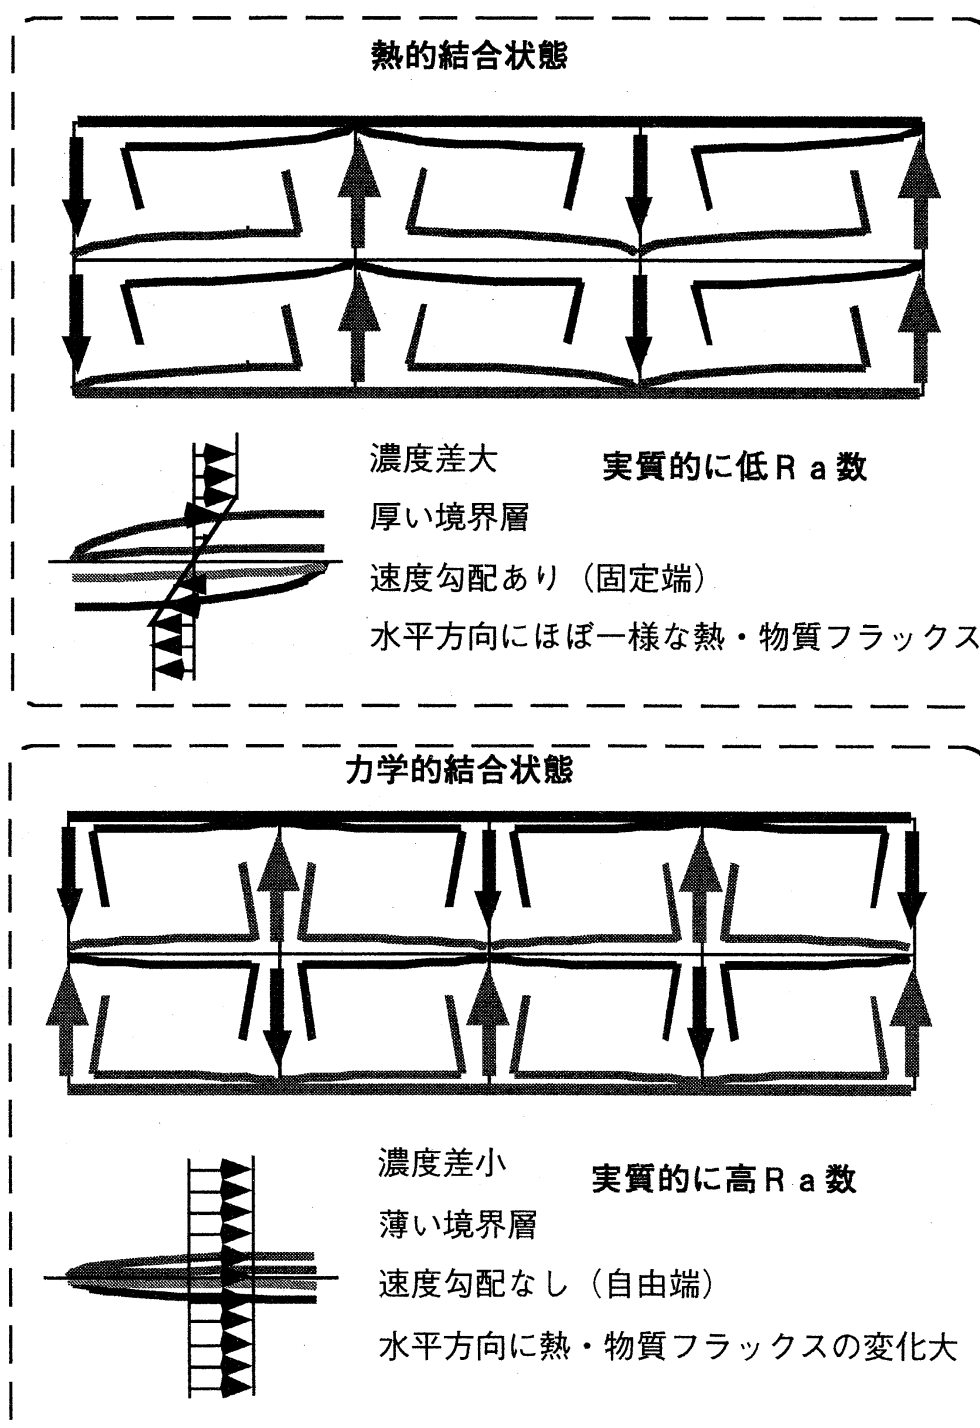 熱的結合状態
濃度差大
実質的に低Ｒａ数
厚い境界層
速度勾配あり（固定端）
水平方向にほぼ一様な熱・物質フラックス
力学的結合状態
濃度差小
実質的に高Ｒａ数
薄い境界層
速度勾配なし（自由端）
水平方向に熱・物質フラックスの変化大